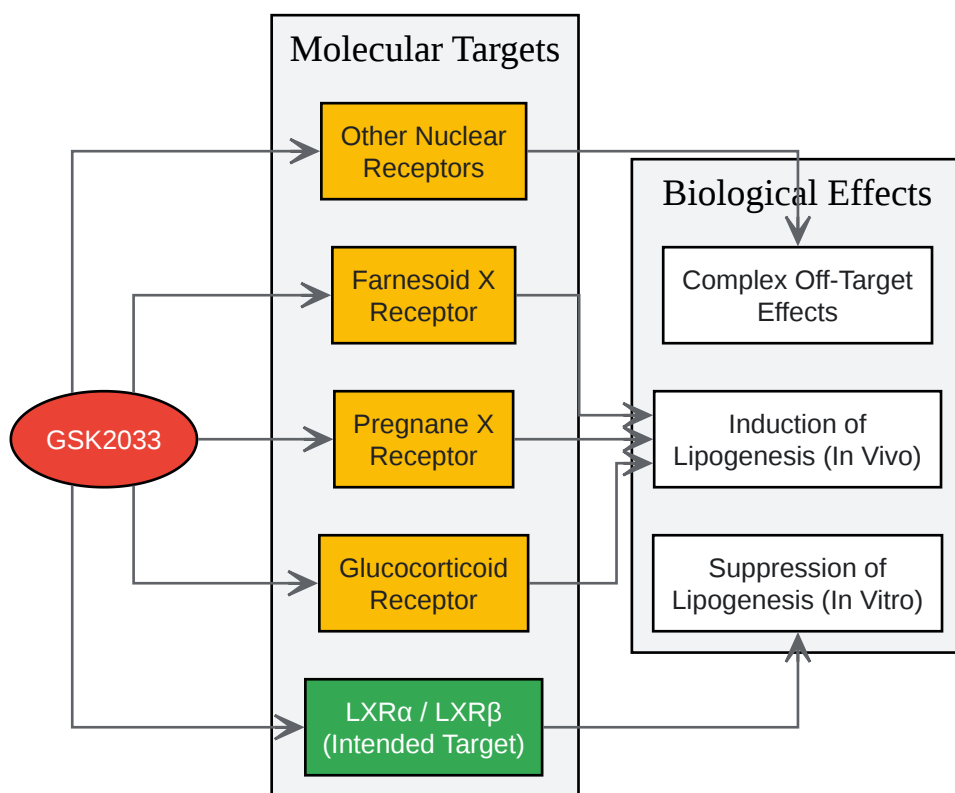 Molecular Targets
Other Nuclear
Receptors
Farnesoid X
Receptor
Pregnane X
Receptor
Glucocorticoid
Receptor
LXRα / LXRβ
(Intended Target)
GSK2033
Biological Effects
Complex Off-Target
Effects
Induction of
Lipogenesis (In Vivo)
Suppression of
Lipogenesis (In Vitro)